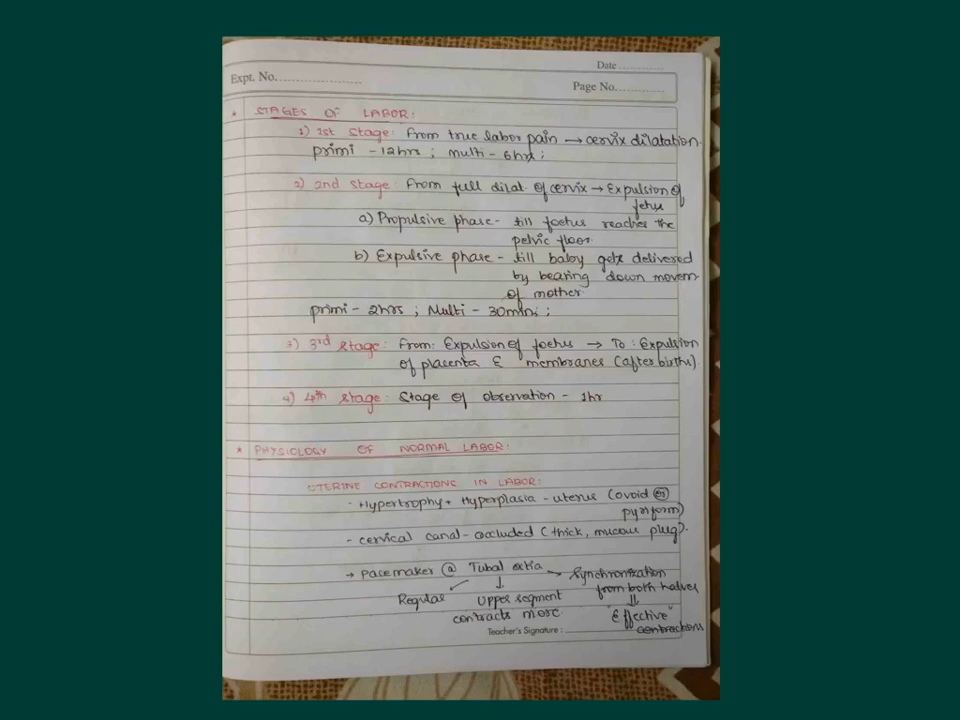 Date ............
Expt. No......................
Page No.............
* STAGES OF LABOR:
1) 1st Stage: From true labor pain → cervix dilatation.
primi - 12hrs ; multi - 6hrs ;
2) 2nd Stage: From full dilat. of cervix → Expulsion of
fetus
a) Propulsive phase - till foetus reaches the
pelvic floor.
b) Expulsive phase - till baby gets delivered
by bearing down movem
of mother
primi - 2hrs ; Multi - 30mins ;
3) 3rd Stage: From: Expulsion of foetus → To: Expulsion
of placenta & membranes (after births).
4) 4th Stage: Stage of observation - 1hr
* PHYSIOLOGY OF NORMAL LABOR:
UTERINE CONTRACTIONS IN LABOR:
- Hypertrophy + Hyperplasia - uterus (ovoid or
pyriform)
- cervical canal - occluded (thick, mucous plug).
→ pacemaker @ Tubal ostia → Synchronization
from both halves
Regular ↓ Upper segment ⇓
contracts more. "Effective"
contractions
Teacher's Signature : ........................